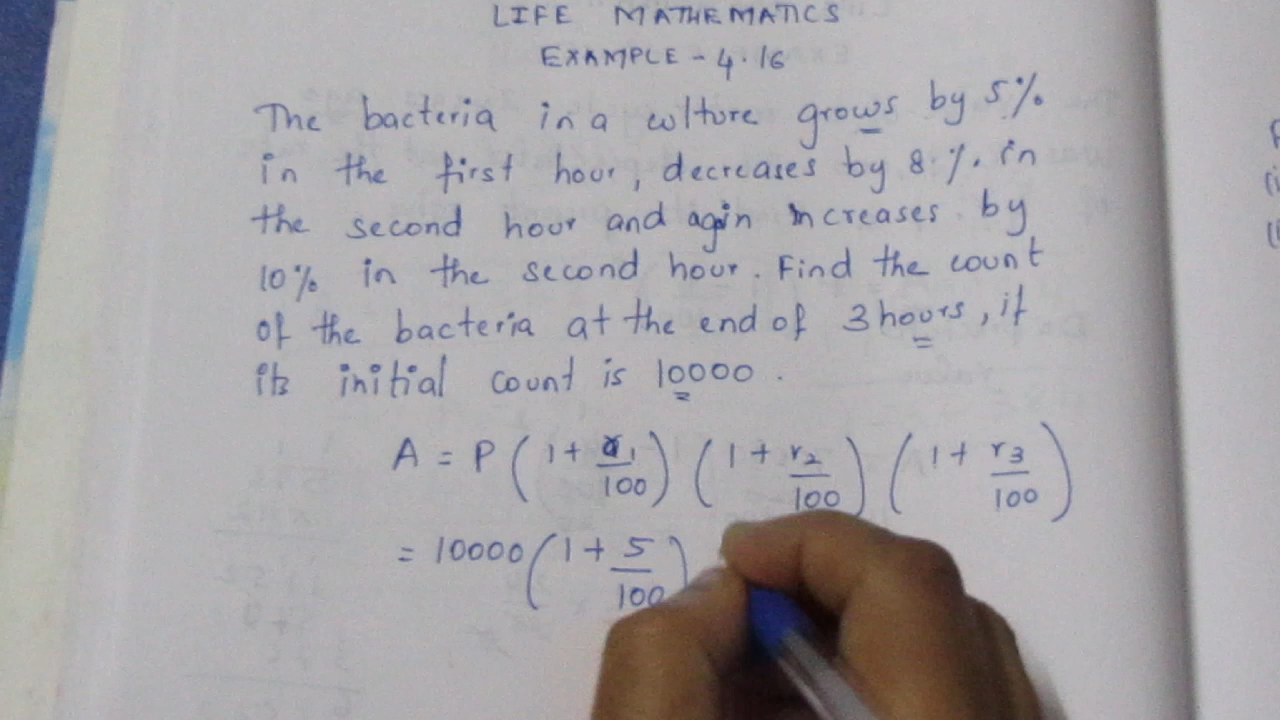 LIFE MATHEMATICS
EXAMPLE - 4.16
The bacteria in a culture grows by 5%
in the first hour, decreases by 8% in
the second hour and again increases by
10% in the second hour. Find the count
of the bacteria at the end of 3 hours, if
its initial count is 10000.
A = P (1 + r1/100) (1 + r2/100) (1 + r3/100)
= 10000 (1 + 5/100)